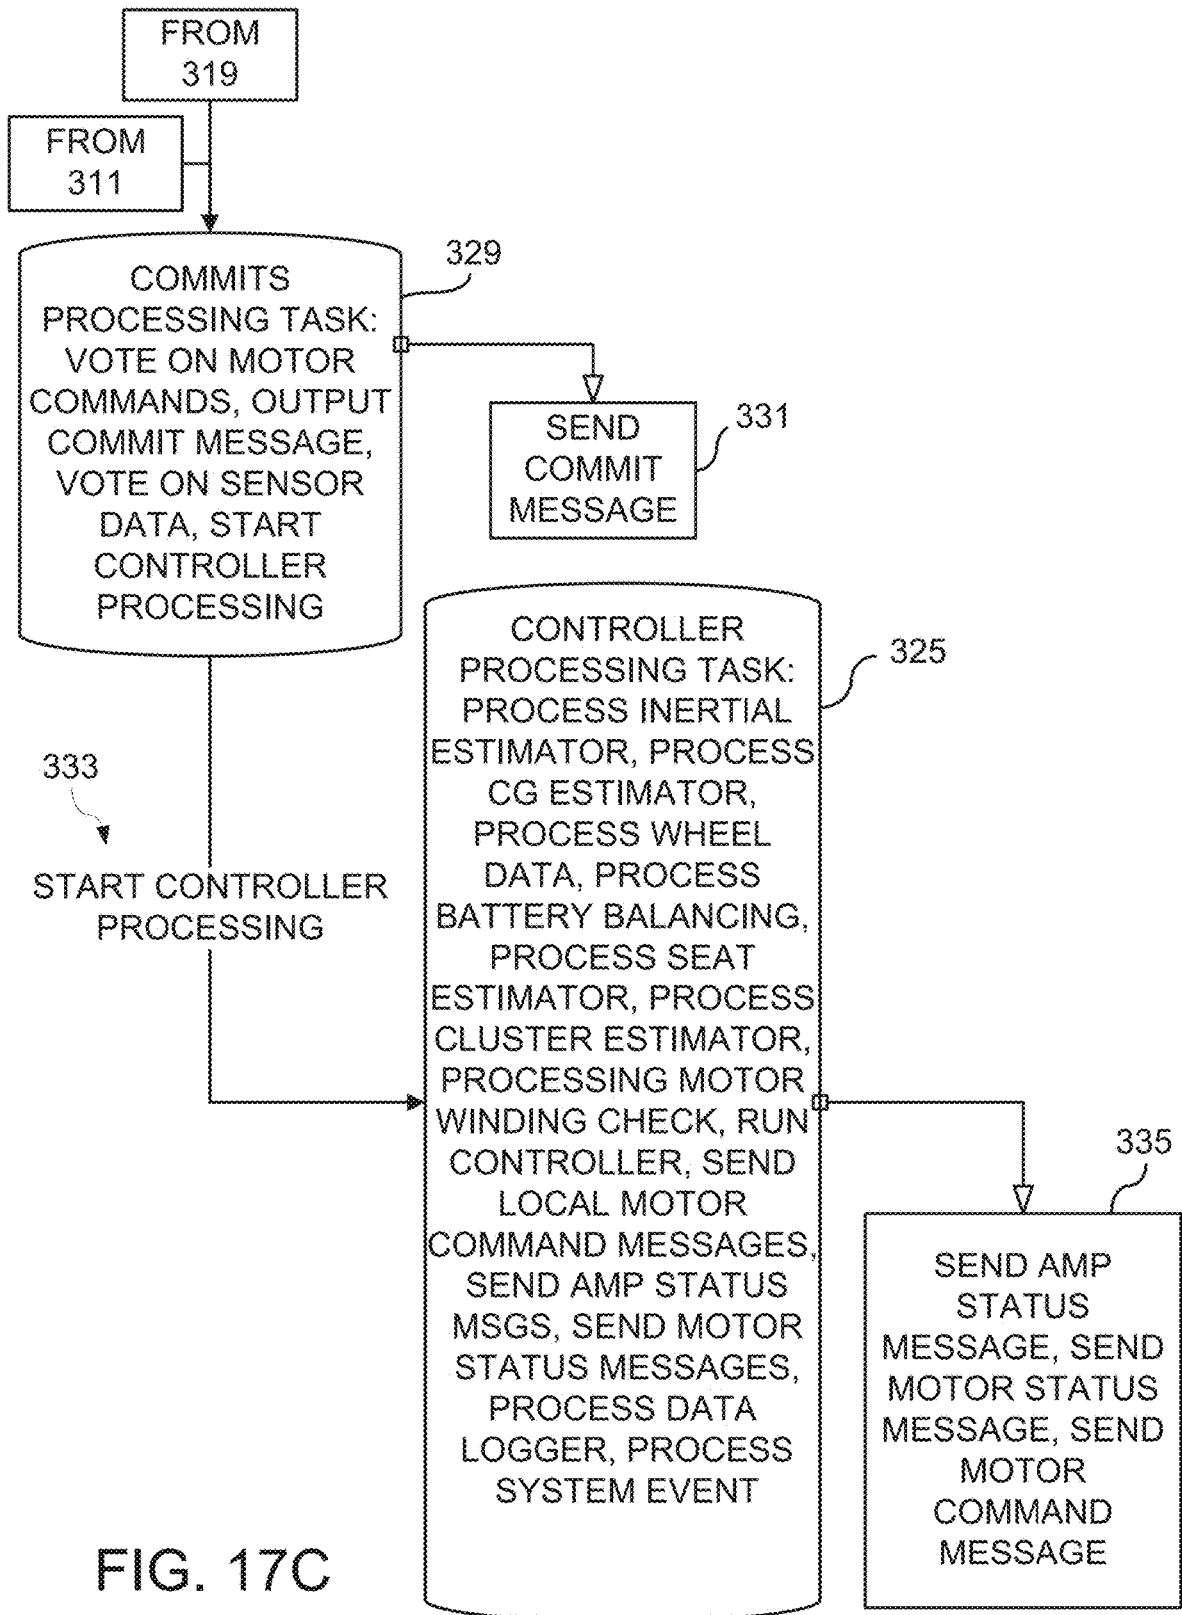 FROM
319
FROM
311
COMMITS
PROCESSING TASK:
VOTE ON MOTOR
COMMANDS, OUTPUT
COMMIT MESSAGE,
VOTE ON SENSOR
DATA, START
CONTROLLER
PROCESSING
329
SEND
COMMIT
MESSAGE
331
333
START CONTROLLER
PROCESSING
CONTROLLER
PROCESSING TASK:
PROCESS INERTIAL
ESTIMATOR, PROCESS
CG ESTIMATOR,
PROCESS WHEEL
DATA, PROCESS
BATTERY BALANCING,
PROCESS SEAT
ESTIMATOR, PROCESS
CLUSTER ESTIMATOR,
PROCESSING MOTOR
WINDING CHECK, RUN
CONTROLLER, SEND
LOCAL MOTOR
COMMAND MESSAGES,
SEND AMP STATUS
MSGS, SEND MOTOR
STATUS MESSAGES,
PROCESS DATA
LOGGER, PROCESS
SYSTEM EVENT
325
335
SEND AMP
STATUS
MESSAGE, SEND
MOTOR STATUS
MESSAGE, SEND
MOTOR
COMMAND
MESSAGE
FIG. 17C